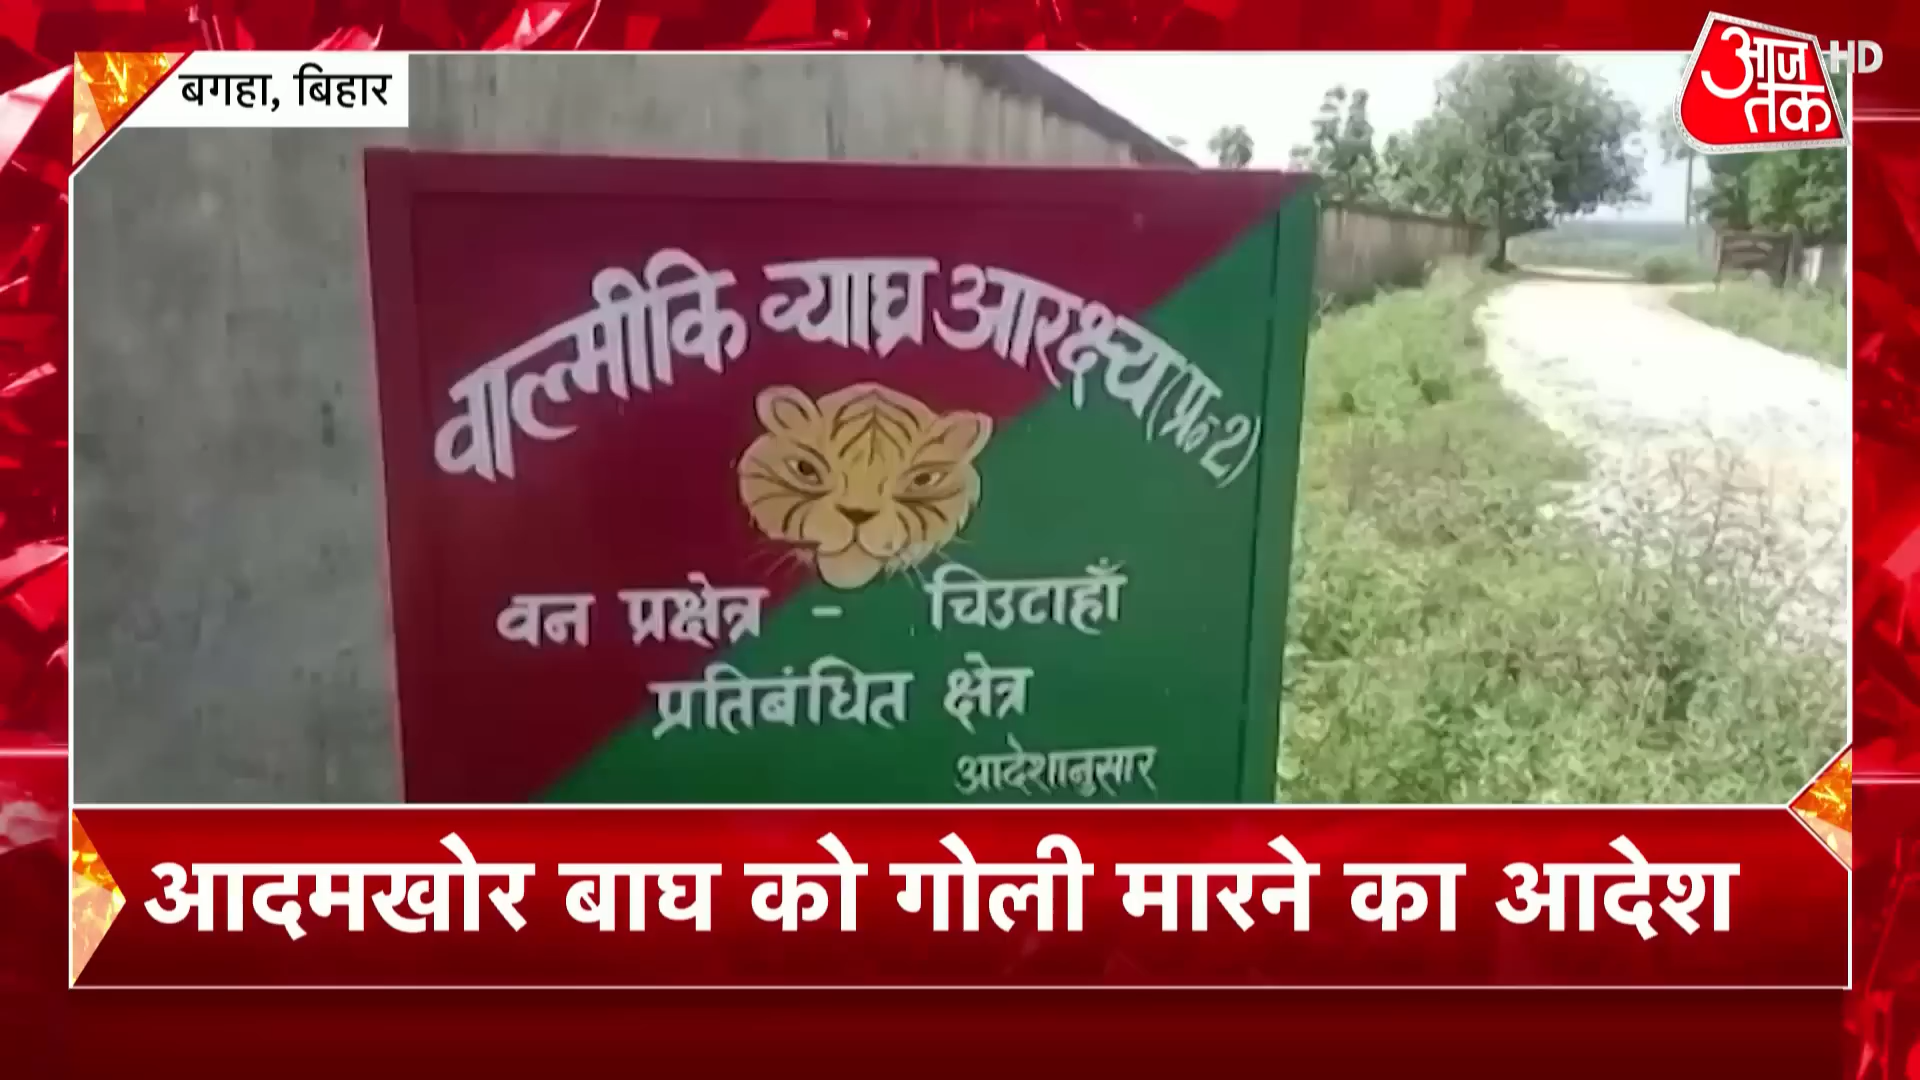 बगहा, बिहार
आज तक HD
वाल्मीकि व्याघ्र आरक्ष्य (प्र०2)
वन प्रक्षेत्र - चिउटाहाँ
प्रतिबंधित क्षेत्र
आदेशानुसार
आदमखोर बाघ को गोली मारने का आदेश